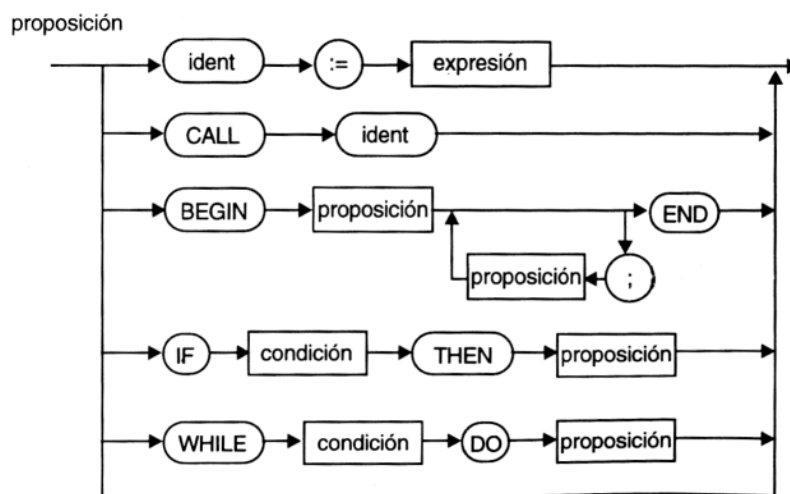 proposición
ident := expresión
CALL ident
BEGIN proposición END
proposición ;
IF condición THEN proposición
WHILE condición DO proposición